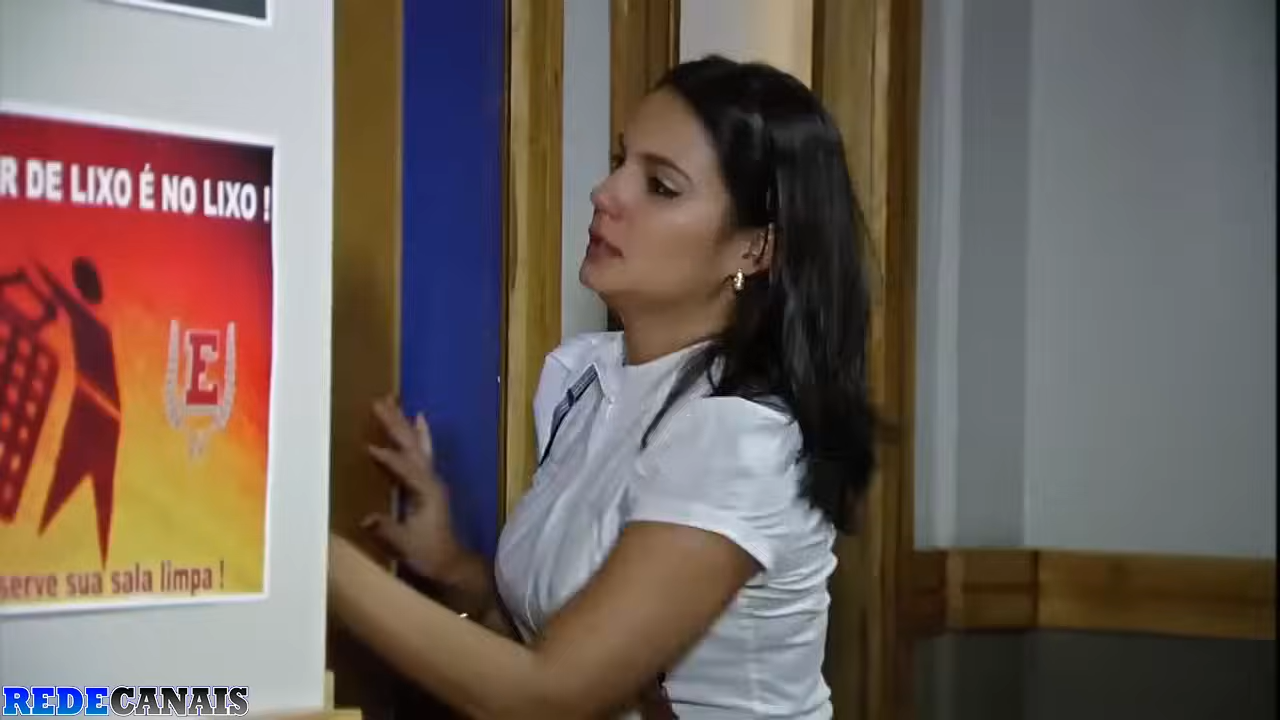 R DE LIXO É NO LIXO !
E
serve sua sala limpa !
REDECANAIS